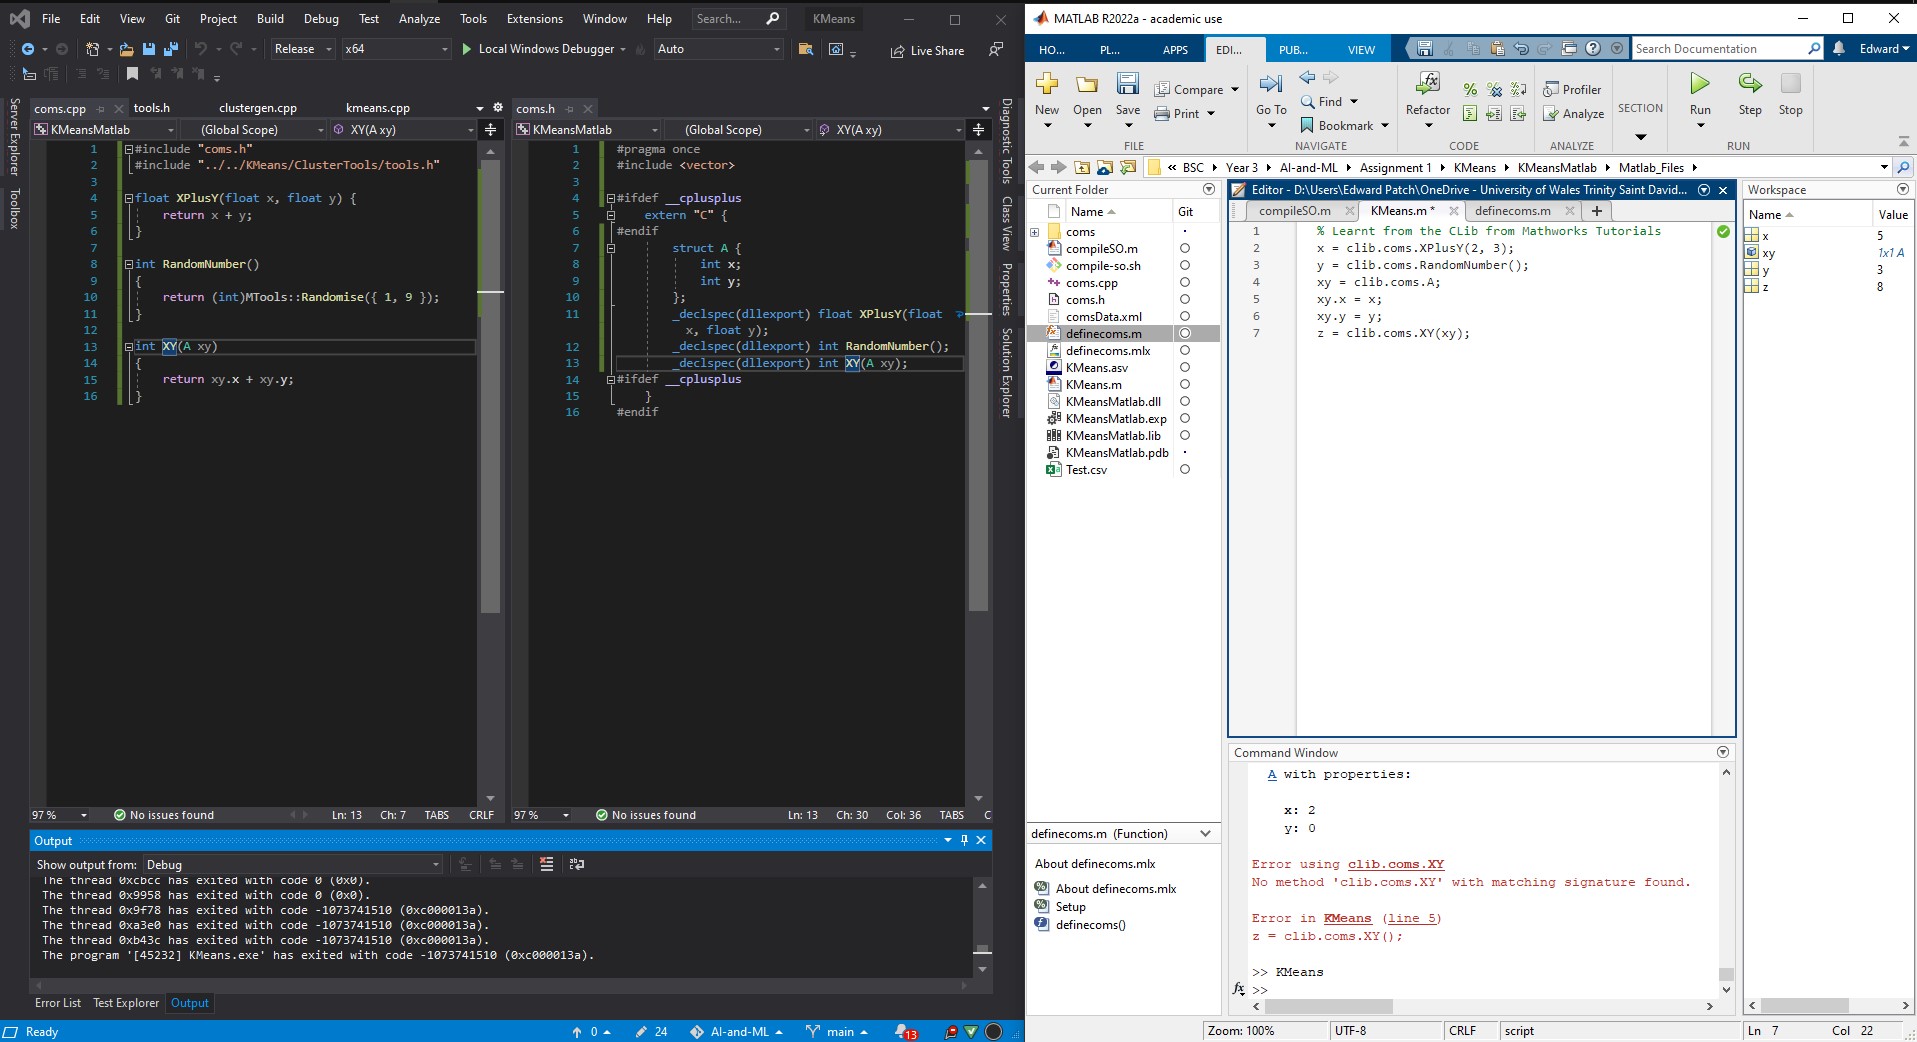 File Edit View Git Project Build Debug Test Analyze Tools Extensions Window Help Search... KMeans
Release x64 Local Windows Debugger Auto Live Share
Server Explorer
Toolbox
coms.cpp tools.h clustergen.cpp kmeans.cpp
KMeansMatlab (Global Scope) XY(A xy)
1 #include "coms.h"
2 #include "../../KMeans/ClusterTools/tools.h"
3
4 float XPlusY(float x, float y) {
5 return x + y;
6 }
7
8 int RandomNumber()
9 {
10 return (int)MTools::Randomise({ 1, 9 });
11 }
12
13 int XY(A xy)
14 {
15 return xy.x + xy.y;
16 }
97 % No issues found Ln: 13 Ch: 7 TABS CRLF
coms.h
KMeansMatlab (Global Scope) XY(A xy)
1 #pragma once
2 #include <vector>
3
4 #ifdef __cplusplus
5 extern "C" {
6 #endif
7 struct A {
8 int x;
9 int y;
10 };
11 _declspec(dllexport) float XPlusY(float
x, float y);
12 _declspec(dllexport) int RandomNumber();
13 _declspec(dllexport) int XY(A xy);
14 #ifdef __cplusplus
15 }
16 #endif
97 % No issues found Ln: 13 Ch: 30 Col: 36 TABS C
Diagnostic Tools
Class View
Properties
Solution Explorer
Output
Show output from: Debug
The thread 0xcbcc has exited with code 0 (0x0).
The thread 0x9958 has exited with code 0 (0x0).
The thread 0x9f78 has exited with code -1073741510 (0xc000013a).
The thread 0xa3e0 has exited with code -1073741510 (0xc000013a).
The thread 0xb43c has exited with code -1073741510 (0xc000013a).
The program '[45232] KMeans.exe' has exited with code -1073741510 (0xc000013a).
Error List Test Explorer Output
Ready 0 24 AI-and-ML main 13
MATLAB R2022a - academic use
HO... PL... APPS EDI... PUB... VIEW Search Documentation Edward
New Open Save Compare Print Go To Find Bookmark Refactor Profiler Analyze SECTION Run Step Stop
FILE NAVIGATE CODE ANALYZE RUN
« BSC Year 3 AI-and-ML Assignment 1 KMeans KMeansMatlab Matlab_Files
Current Folder
Name Git
coms
compileSO.m
compile-so.sh
coms.cpp
coms.h
comsData.xml
definecoms.m
definecoms.mlx
KMeans.asv
KMeans.m
KMeansMatlab.dll
KMeansMatlab.exp
KMeansMatlab.lib
KMeansMatlab.pdb
Test.csv
definecoms.m (Function)
About definecoms.mlx
About definecoms.mlx
Setup
definecoms()
Editor - D:\Users\Edward Patch\OneDrive - University of Wales Trinity Saint David...
compileSO.m KMeans.m * definecoms.m +
1 % Learnt from the CLib from Mathworks Tutorials
2 x = clib.coms.XPlusY(2, 3);
3 y = clib.coms.RandomNumber();
4 xy = clib.coms.A;
5 xy.x = x;
6 xy.y = y;
7 z = clib.coms.XY(xy);
Command Window
A with properties:
x: 2
y: 0
Error using clib.coms.XY
No method 'clib.coms.XY' with matching signature found.
Error in KMeans (line 5)
z = clib.coms.XY();
>> KMeans
fx >>
Workspace
Name Value
x 5
xy 1x1 A
y 3
z 8
Zoom: 100% UTF-8 CRLF script Ln 7 Col 22